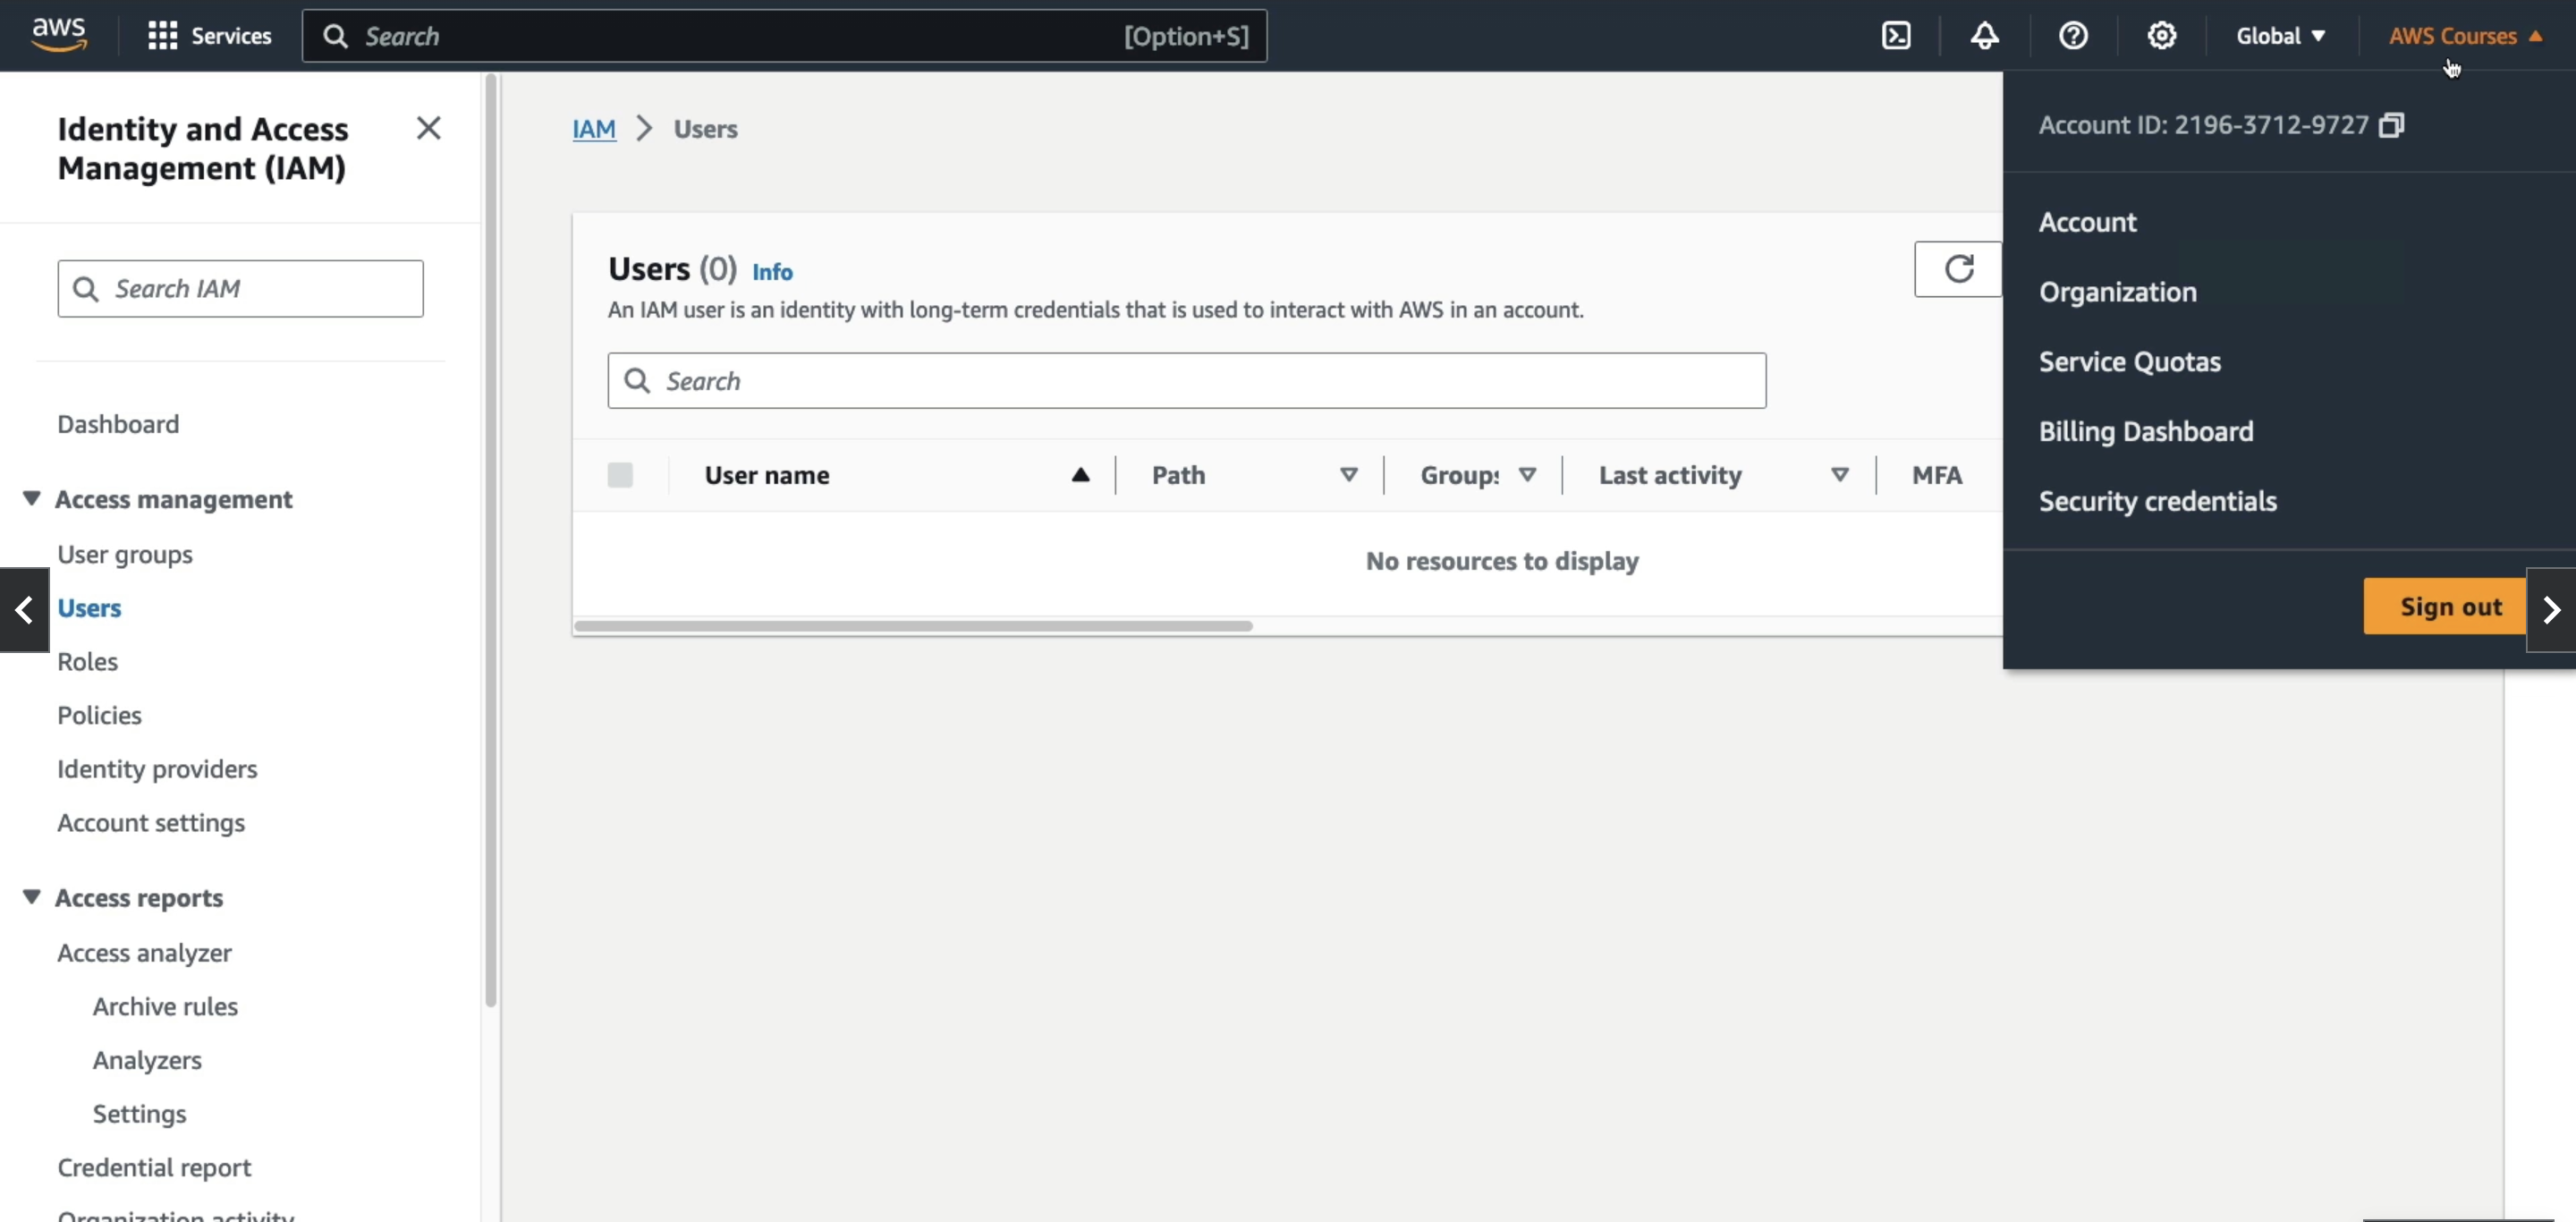 aws
Services
Search
[Option+S]
Global
AWS Courses
Identity and Access
Management (IAM)
Search IAM
Dashboard
Access management
User groups
Users
Roles
Policies
Identity providers
Account settings
Access reports
Access analyzer
Archive rules
Analyzers
Settings
Credential report
Organization activity
IAM
Users
Users (0) Info
An IAM user is an identity with long-term credentials that is used to interact with AWS in an account.
Search
User name
Path
Groups
Last activity
MFA
No resources to display
Account ID: 2196-3712-9727
Account
Organization
Service Quotas
Billing Dashboard
Security credentials
Sign out